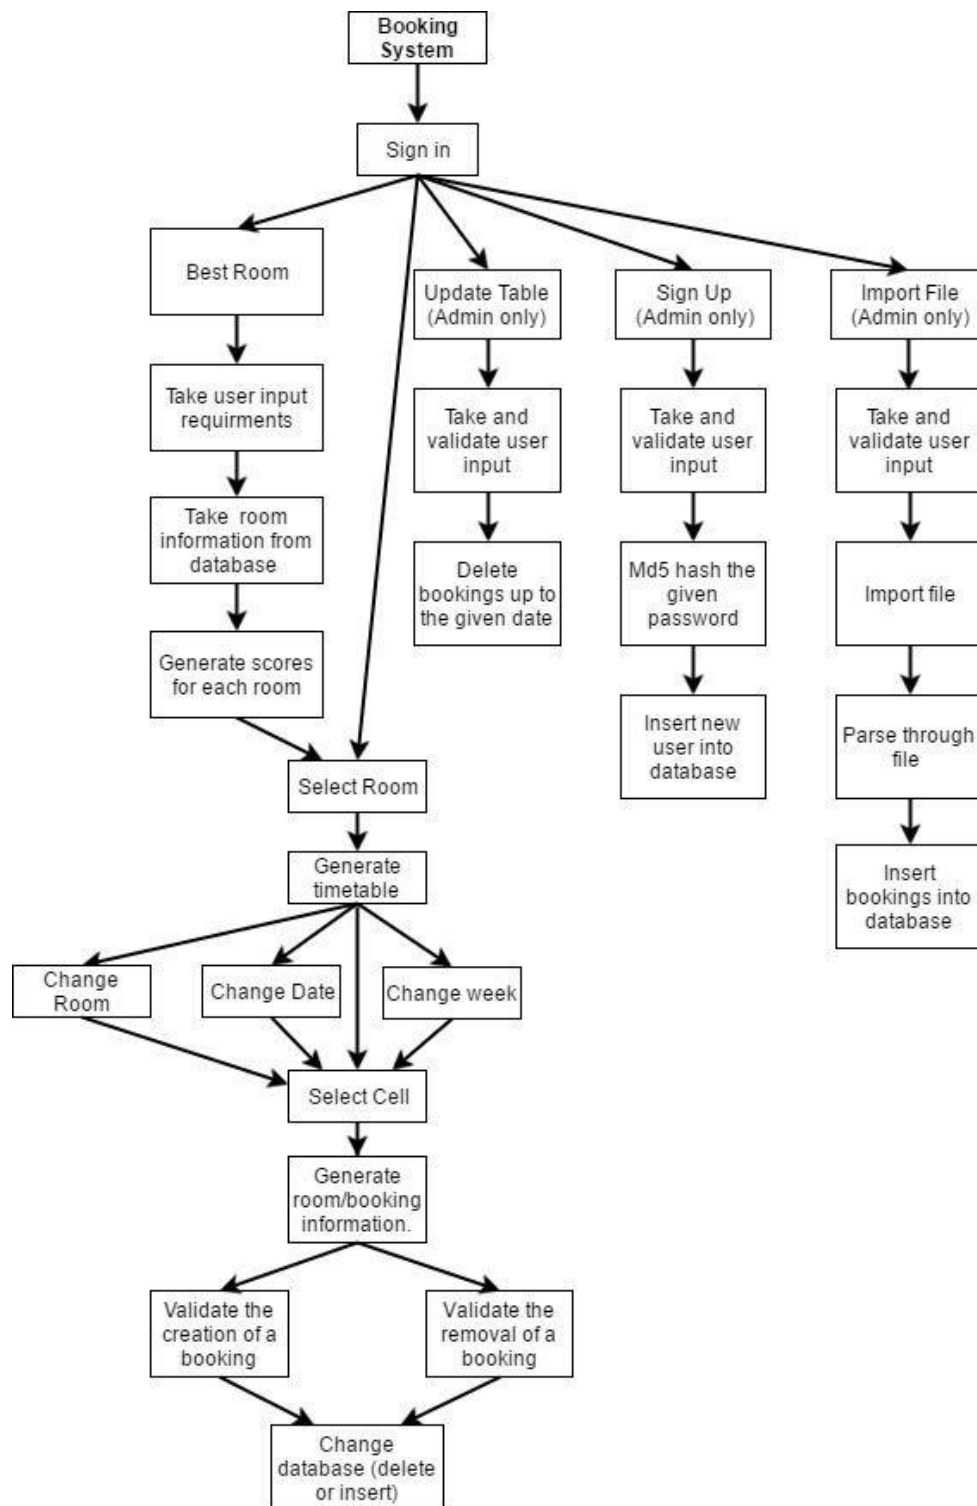 Booking
System
Sign in
Best Room
Update Table
(Admin only)
Sign Up
(Admin only)
Import File
(Admin only)
Take user input
requirments
Take and
validate user
input
Take and
validate user
input
Take and
validate user
input
Take room
information from
database
Delete
bookings up to
the given date
Md5 hash the
given
password
Import file
Generate scores
for each room
Insert new
user into
database
Parse through
file
Select Room
Generate
timetable
Insert
bookings into
database
Change
Room
Change Date
Change week
Select Cell
Generate
room/booking
information.
Validate the
creation of a
booking
Validate the
removal of a
booking
Change
database (delete
or insert)